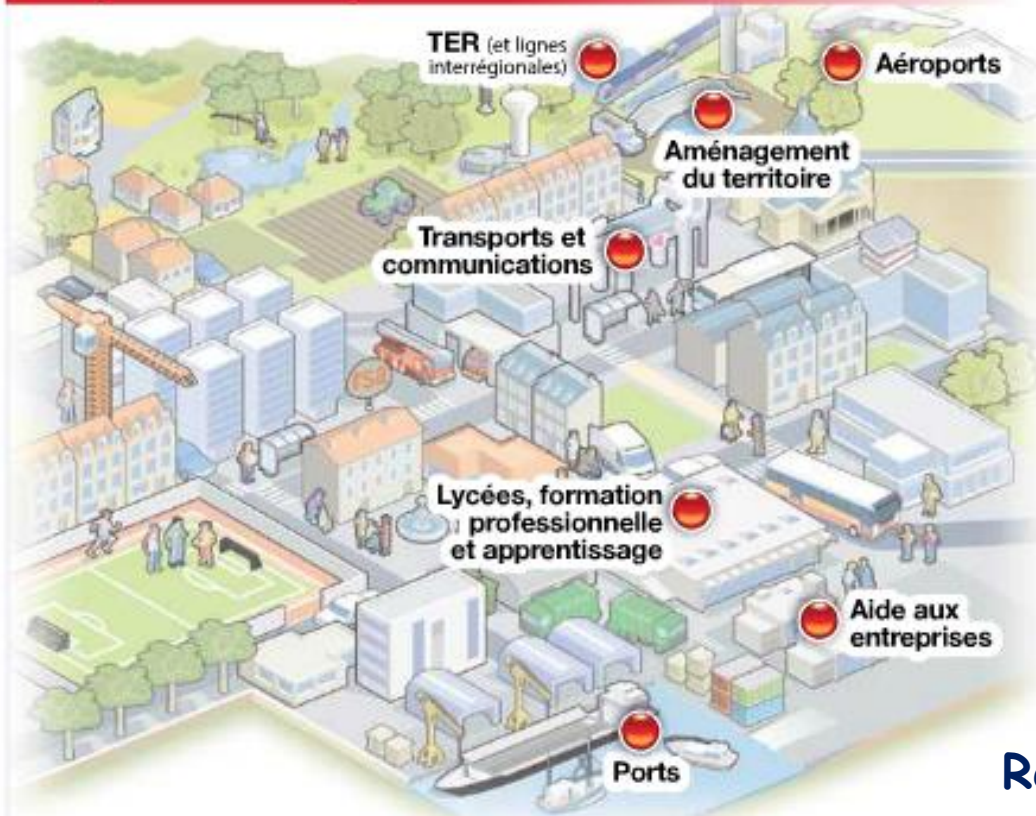 TER (et lignes
interrégionales)
Aéroports
Aménagement
du territoire
Transports et
communications
Lycées, formation
professionnelle
et apprentissage
Aide aux
entreprises
Ports